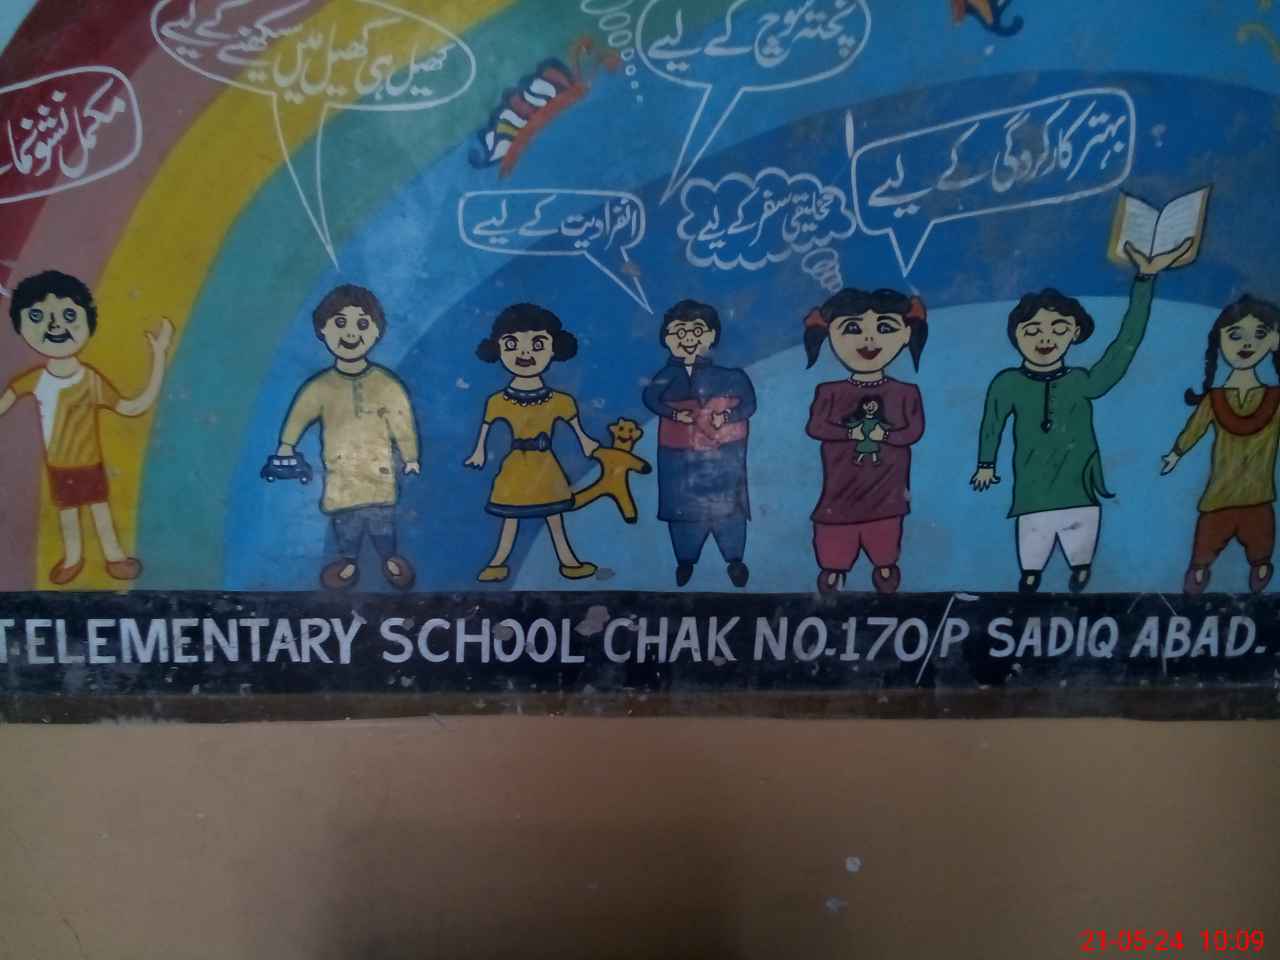 کھیل ہی کھیل میں سیکھنے کے لیے
پختہ سوچ کے لیے
مکمل نشونما
بہتر کارکردگی کے لیے
انفرادیت کے لیے
تخلیقی سفر کے لیے
T ELEMENTARY SCHOOL CHAK NO.170/P SADIQ ABAD.
21-05-24 10:09